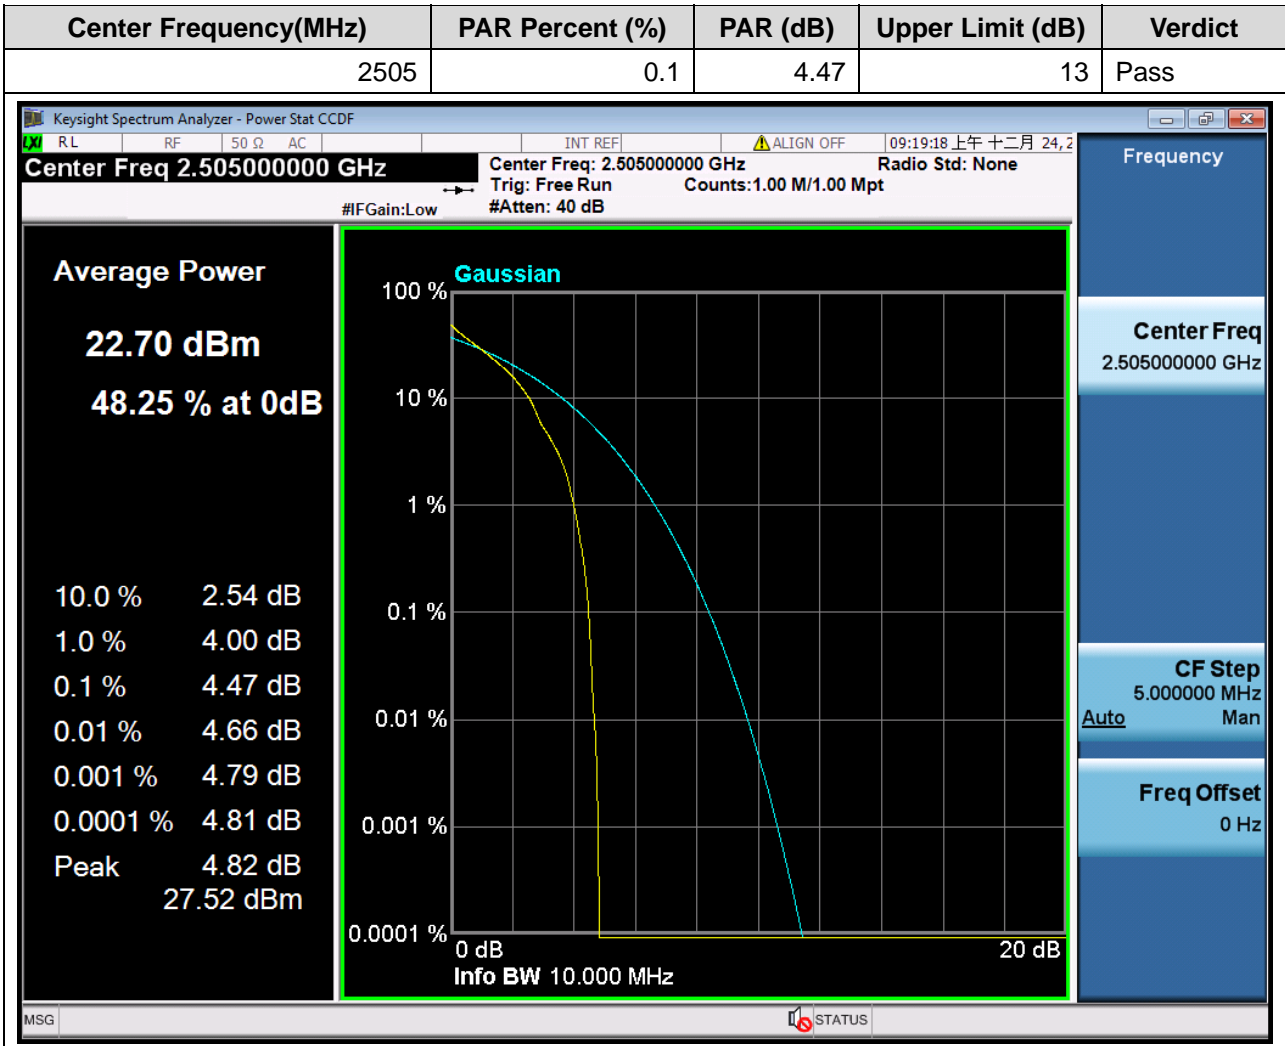 Center Frequency(MHz) PAR Percent (%) PAR (dB) Upper Limit (dB) Verdict
2505 0.1 4.47 13 Pass
Keysight Spectrum Analyzer - Power Stat CCDF
LXI RL RF 50 Ω AC INT REF ALIGN OFF 09:19:18 上午 十二月 24, 2
Center Freq 2.505000000 GHz
Center Freq: 2.505000000 GHz Radio Std: None
Trig: Free Run Counts:1.00 M/1.00 Mpt
#IFGain:Low #Atten: 40 dB
Average Power
22.70 dBm
48.25 % at 0dB
10.0 % 2.54 dB
1.0 % 4.00 dB
0.1 % 4.47 dB
0.01 % 4.66 dB
0.001 % 4.79 dB
0.0001 % 4.81 dB
Peak 4.82 dB
27.52 dBm
Gaussian
100 %
10 %
1 %
0.1 %
0.01 %
0.001 %
0.0001 %
0 dB 20 dB
Info BW 10.000 MHz
Frequency
Center Freq
2.505000000 GHz
CF Step
5.000000 MHz
Auto Man
Freq Offset
0 Hz
MSG STATUS